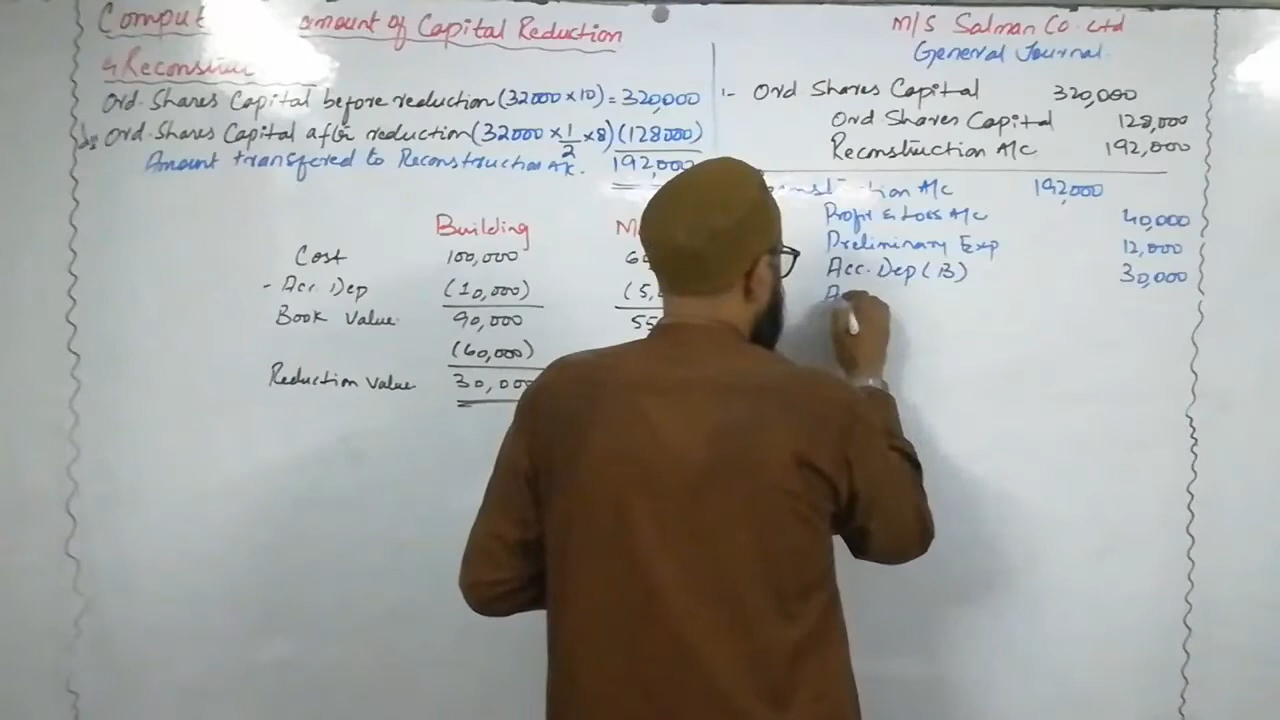 amount of Capital Reduction
Ord. Shares Capital before reduction (32000 x 10) = 320,000
Ord. Shares Capital after reduction (32000 x 1/2 x 8) (128000)
Amount transfered to Reconstruction A/c. 192,000
Building
Cost 100,000
- Acc. Dep (10,000)
Book Value 90,000
(60,000)
Reduction Value 30,000
M/S Salman Co. Ltd
General Journal
1- Ord Shares Capital 320,000
Ord Shares Capital 128,000
Reconstruction A/c 192,000
A/c 192,000
Profit & Loss A/c 40,000
Preliminary Exp 12,000
Acc. Dep (B) 30,000